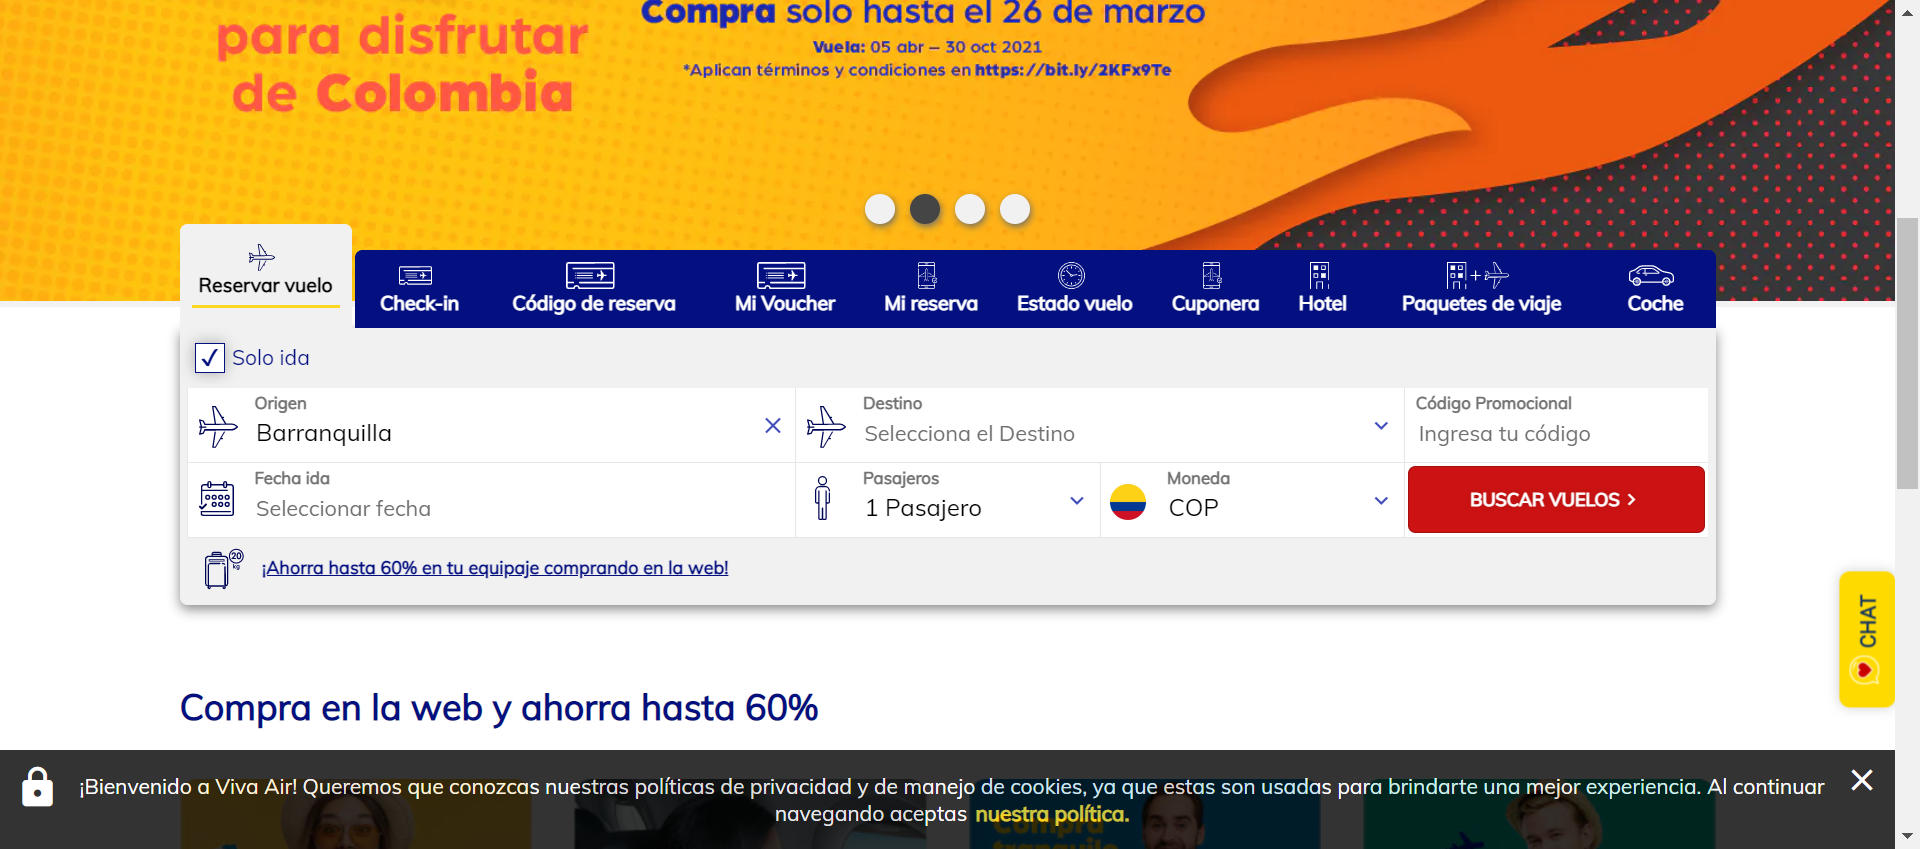 para disfrutar
de Colombia
Compra solo hasta el 26 de marzo
Vuela: 05 abr – 30 oct 2021
*Aplican términos y condiciones en https://bit.ly/2KFx9Te
Reservar vuelo
Check-in
Código de reserva
Mi Voucher
Mi reserva
Estado vuelo
Cuponera
Hotel
Paquetes de viaje
Coche
Solo ida
Origen
Barranquilla
Destino
Selecciona el Destino
Código Promocional
Ingresa tu código
Fecha ida
Seleccionar fecha
Pasajeros
1 Pasajero
Moneda
COP
BUSCAR VUELOS
20
kg
¡Ahorra hasta 60% en tu equipaje comprando en la web!
CHAT
Compra en la web y ahorra hasta 60%
¡Bienvenido a Viva Air! Queremos que conozcas nuestras políticas de privacidad y de manejo de cookies, ya que estas son usadas para brindarte una mejor experiencia. Al continuar
navegando aceptas nuestra política.
Compra
tranquilo